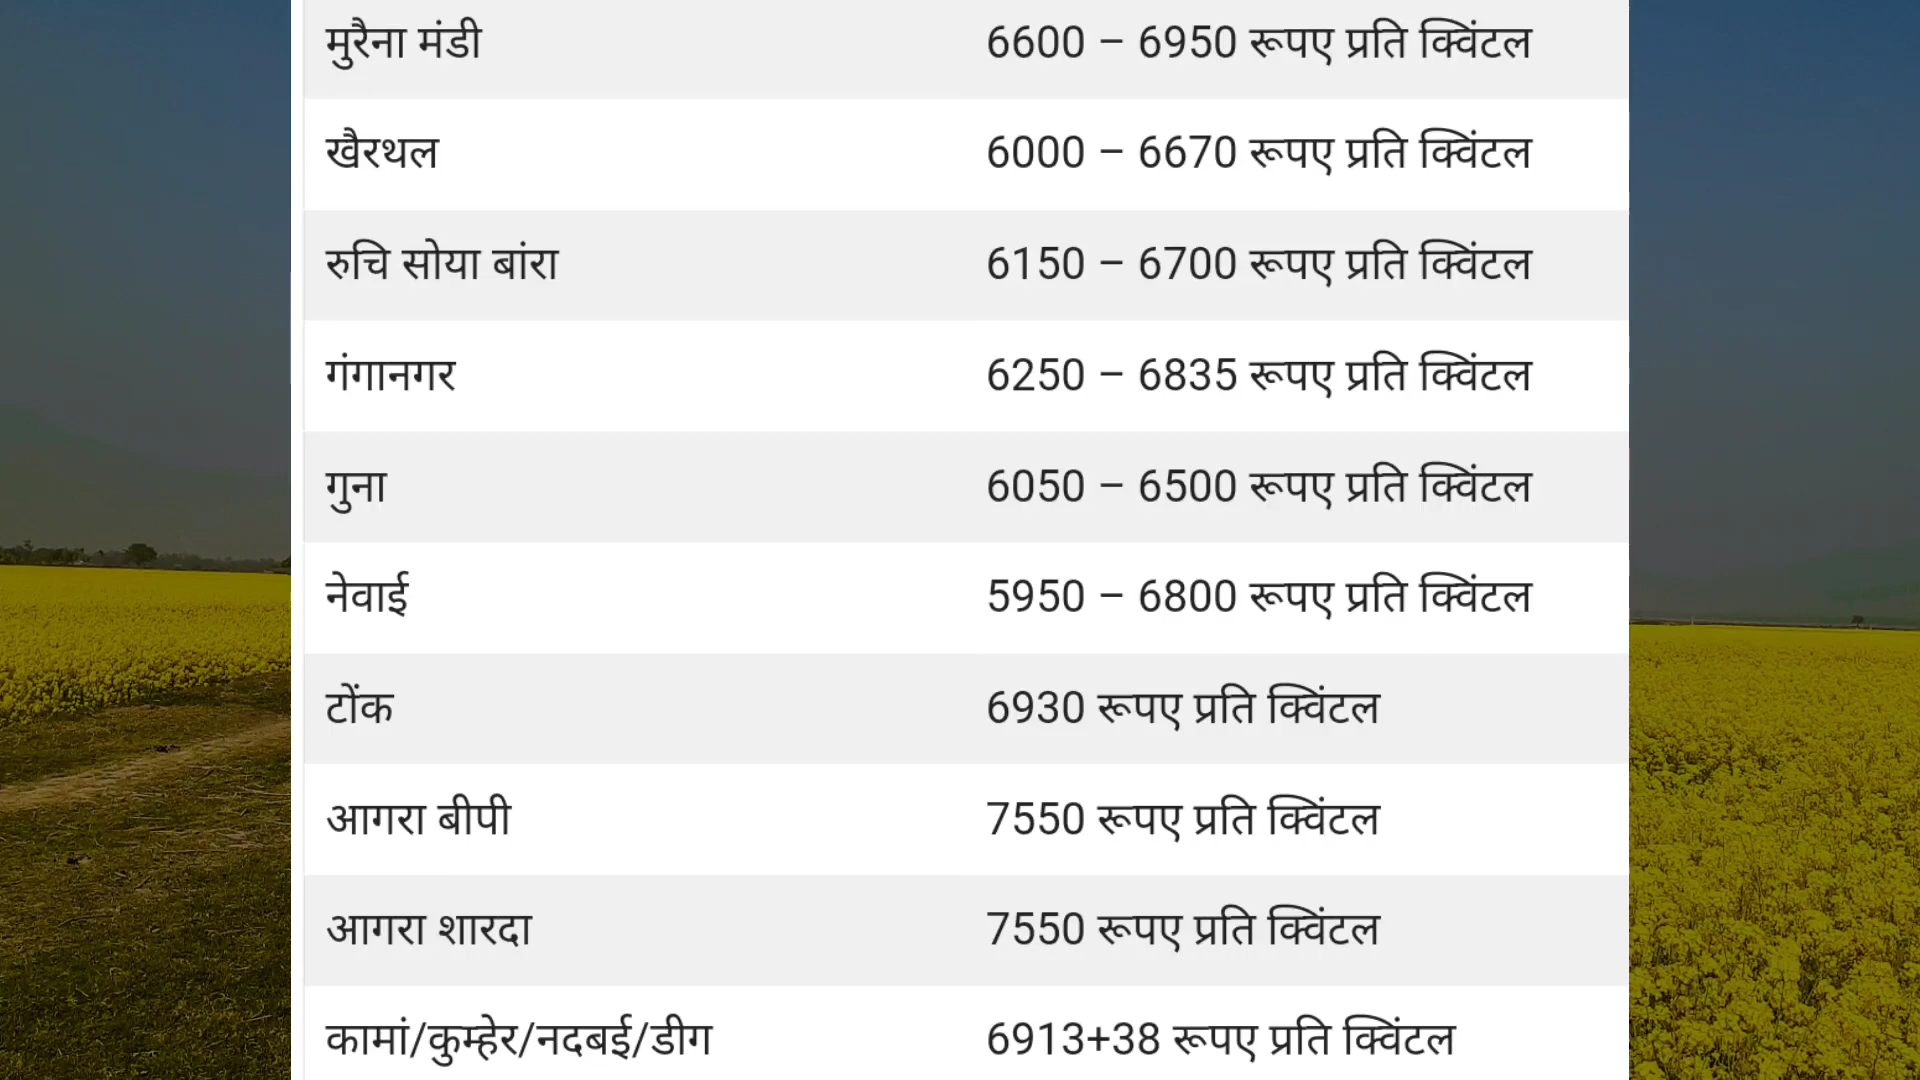 मुरैना मंडी 6600 – 6950 रूपए प्रति क्विंटल
खैरथल 6000 – 6670 रूपए प्रति क्विंटल
रुचि सोया बांरा 6150 – 6700 रूपए प्रति क्विंटल
गंगानगर 6250 – 6835 रूपए प्रति क्विंटल
गुना 6050 – 6500 रूपए प्रति क्विंटल
नेवाई 5950 – 6800 रूपए प्रति क्विंटल
टोंक 6930 रूपए प्रति क्विंटल
आगरा बीपी 7550 रूपए प्रति क्विंटल
आगरा शारदा 7550 रूपए प्रति क्विंटल
कामां/कुम्हेर/नदबई/डीग 6913+38 रूपए प्रति क्विंटल